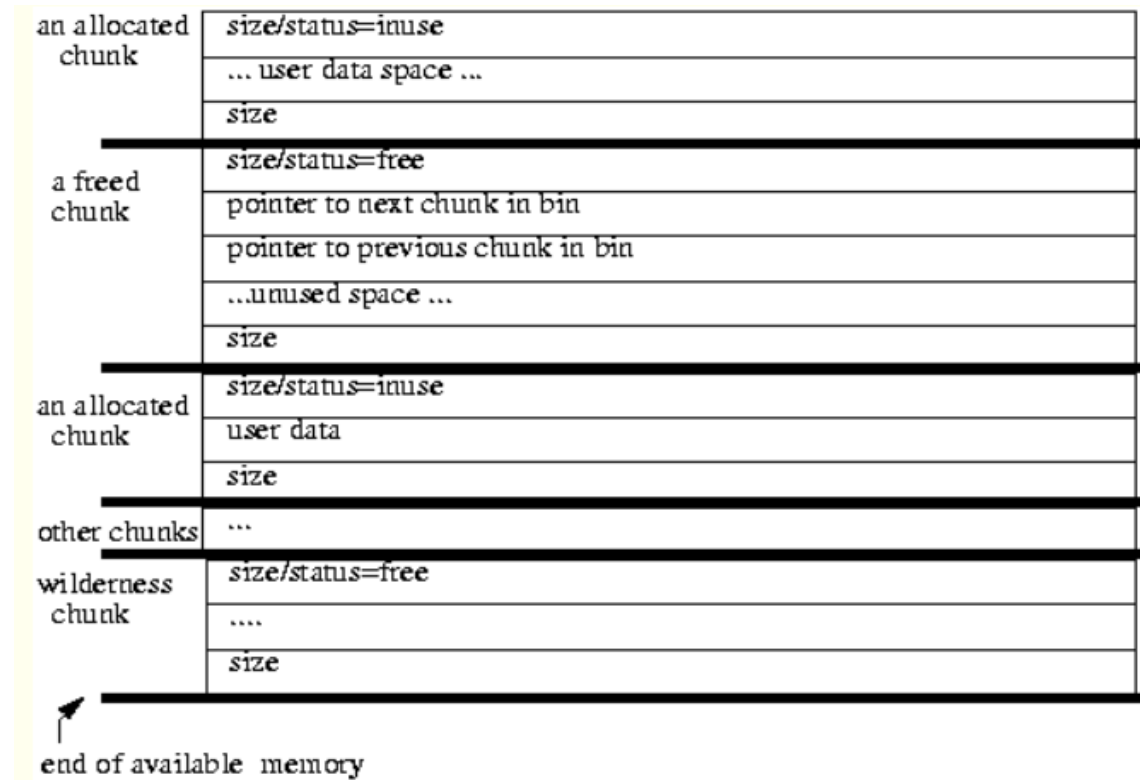 an allocated
chunk
size/status=inuse
... user data space ...
size
a freed
chunk
size/status=free
pointer to next chunk in bin
pointer to previous chunk in bin
...unused space ...
size
an allocated
chunk
size/status=inuse
user data
size
other chunks
...
wilderness
chunk
size/status=free
....
size
end of available memory